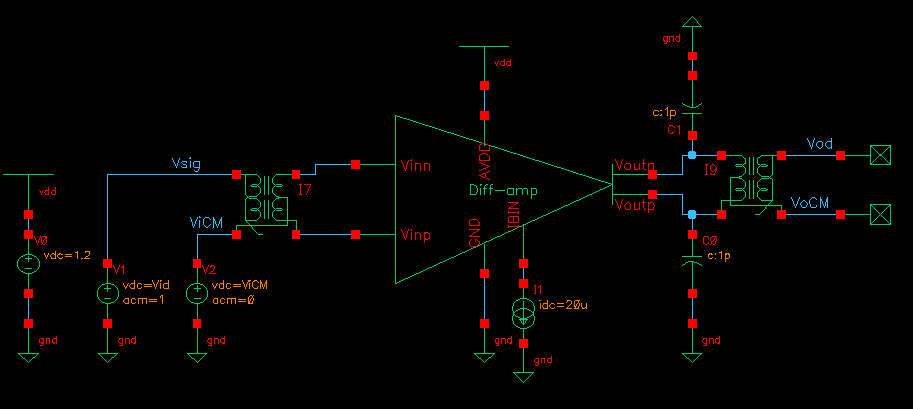 gnd
vdd
c:1p
C1
Vsig
I7
Vinn
AVDD
Diff-amp
Voutn
I9
Vod
vdd
ViCM
Voutp
VoCM
IBIN
GND
Vinp
V0
vdc=1.2
C0
c:1p
V1
vdc=Vid
acm=1
V2
vdc=ViCM
acm=0
I1
idc=20u
gnd
gnd
gnd
gnd
gnd
gnd